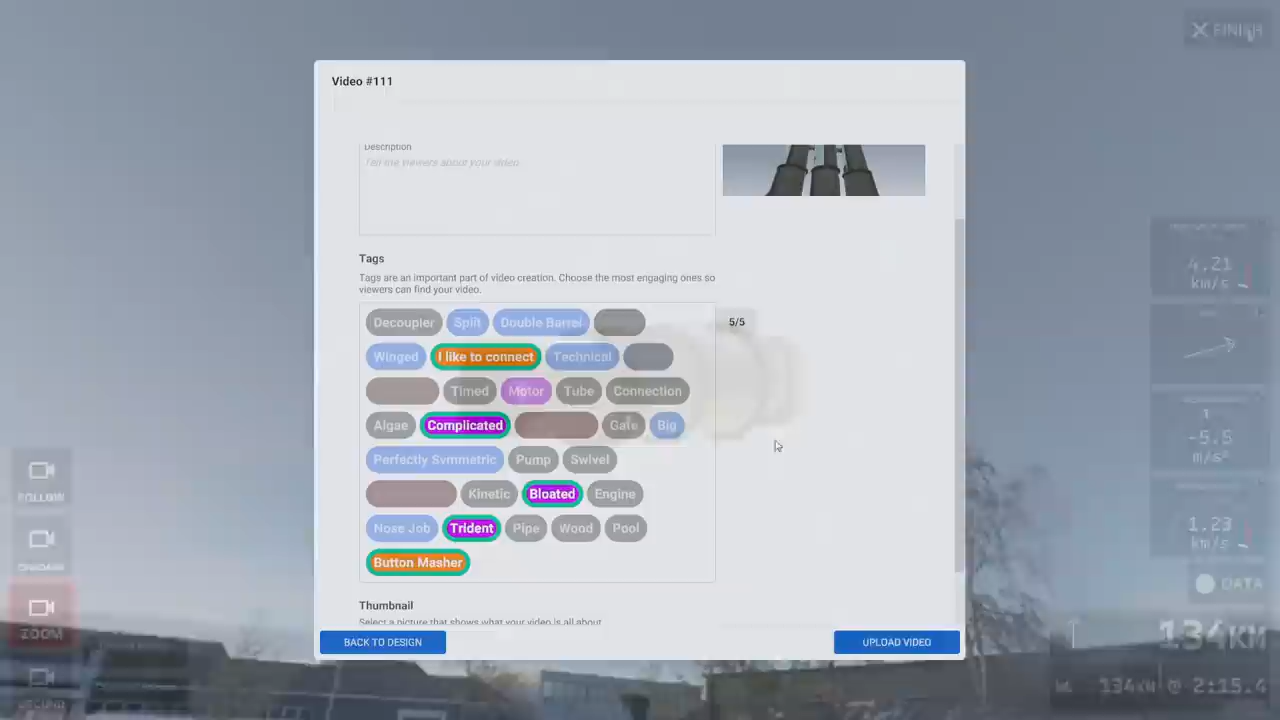 FINISH
Video #111
Description
Tell the viewers about your video
Tags
Tags are an important part of video creation. Choose the most engaging ones so
viewers can find your video.
Decoupler Split Double Barrel
5/5
Winged I like to connect Technical
Timed Motor Tube Connection
Algae Complicated Gate Big
Perfectly Symmetric Pump Swivel
Kinetic Bloated Engine
Nose Job Trident Pipe Wood Pool
Button Masher
Thumbnail
Select a picture that shows what your video is all about
BACK TO DESIGN
UPLOAD VIDEO
4.21
km/s
-5.5
m/s²
1.23
km/s
DATA
134KM
134KM @ 2:15.4
FOLLOW
ONBOARD
ZOOM